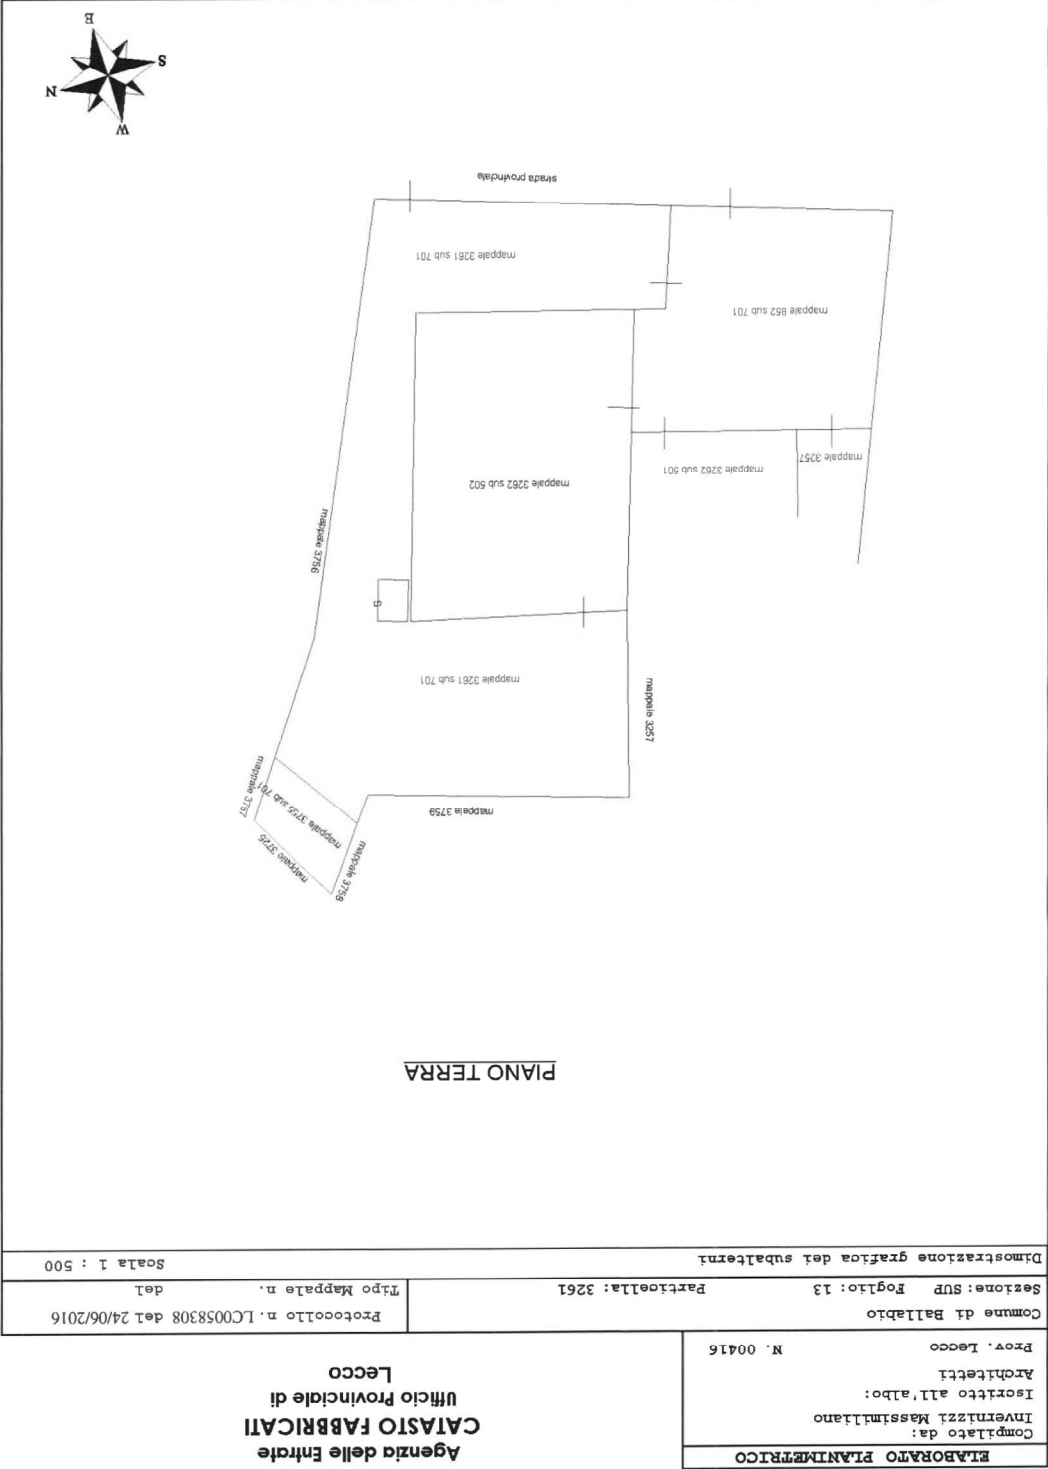 ELABORATO PLANIMETRICO
Compilato da:
Invernizzi Massimiliano
Iscritto all'albo:
Architetti
Prov. Lecco N. 00416
Agenzia delle Entrate
CATASTO FABBRICATI
Ufficio Provinciale di
Lecco
Comune di Ballabio
Sezione: SUP Foglio: 13 Particella: 3261
Protocollo n. LC0058308 del 24/06/2016
Tipo Mappale n. del
Dimostrazione grafica dei subalterni
Scala 1 : 500
PIANO TERRA
mappale 3758
mappale 3725
mappale 3755 sub 701
mappale 3757
mappale 3759
mappale 3257
mappale 3261 sub 701
mappale 3756
mappale 3262 sub 502
mappale 3257
mappale 3262 sub 501
mappale 852 sub 701
mappale 3261 sub 701
strada provinciale
W
N
S
E